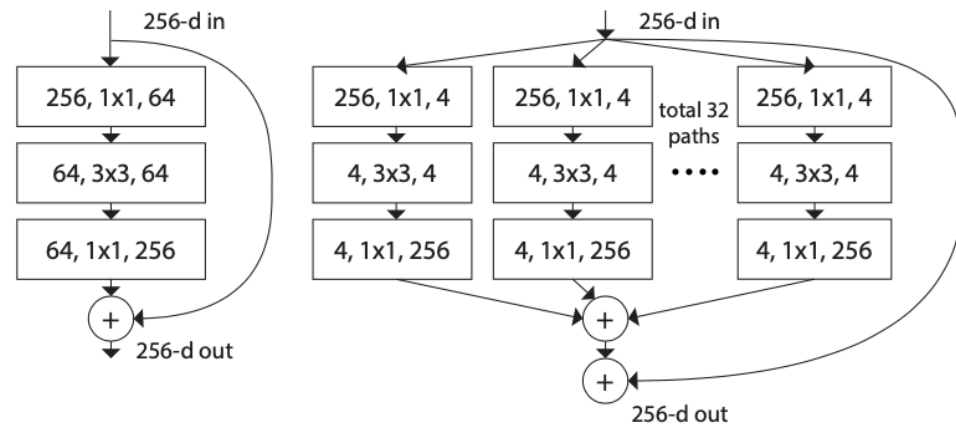 256-d in
256, 1x1, 64
64, 3x3, 64
64, 1x1, 256
+
256-d out
256-d in
256, 1x1, 4
256, 1x1, 4
total 32
paths
256, 1x1, 4
4, 3x3, 4
4, 3x3, 4
....
4, 3x3, 4
4, 1x1, 256
4, 1x1, 256
4, 1x1, 256
+
+
256-d out